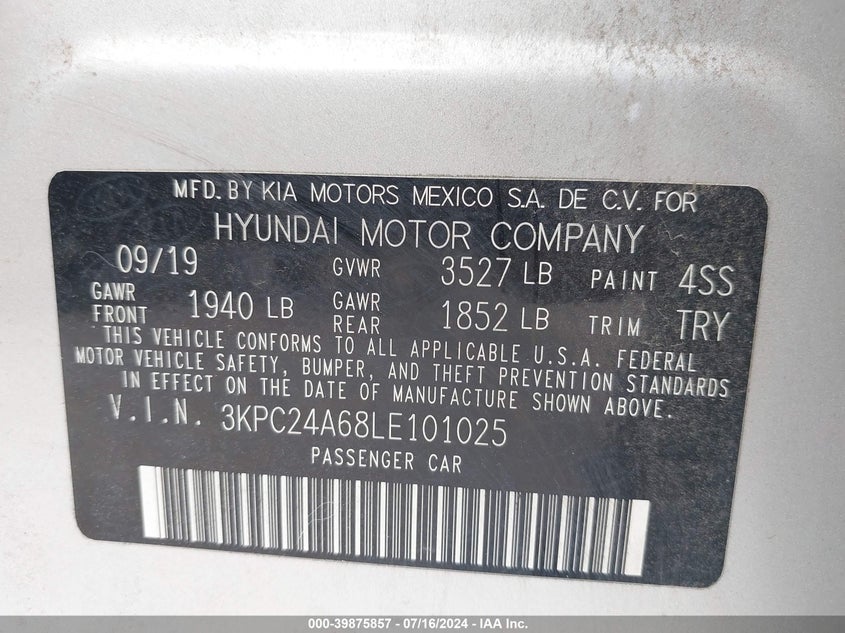 MFD. BY KIA MOTORS MEXICO S.A. DE C.V. FOR
HYUNDAI MOTOR COMPANY
09/19 GVWR 3527 LB PAINT 4SS
GAWR FRONT 1940 LB GAWR REAR 1852 LB TRIM TRY
THIS VEHICLE CONFORMS TO ALL APPLICABLE U.S.A. FEDERAL
MOTOR VEHICLE SAFETY, BUMPER, AND THEFT PREVENTION STANDARDS
IN EFFECT ON THE DATE OF MANUFACTURE SHOWN ABOVE.
V.I.N. 3KPC24A68LE101025
PASSENGER CAR
000-39875857 - 07/16/2024 - IAA Inc.